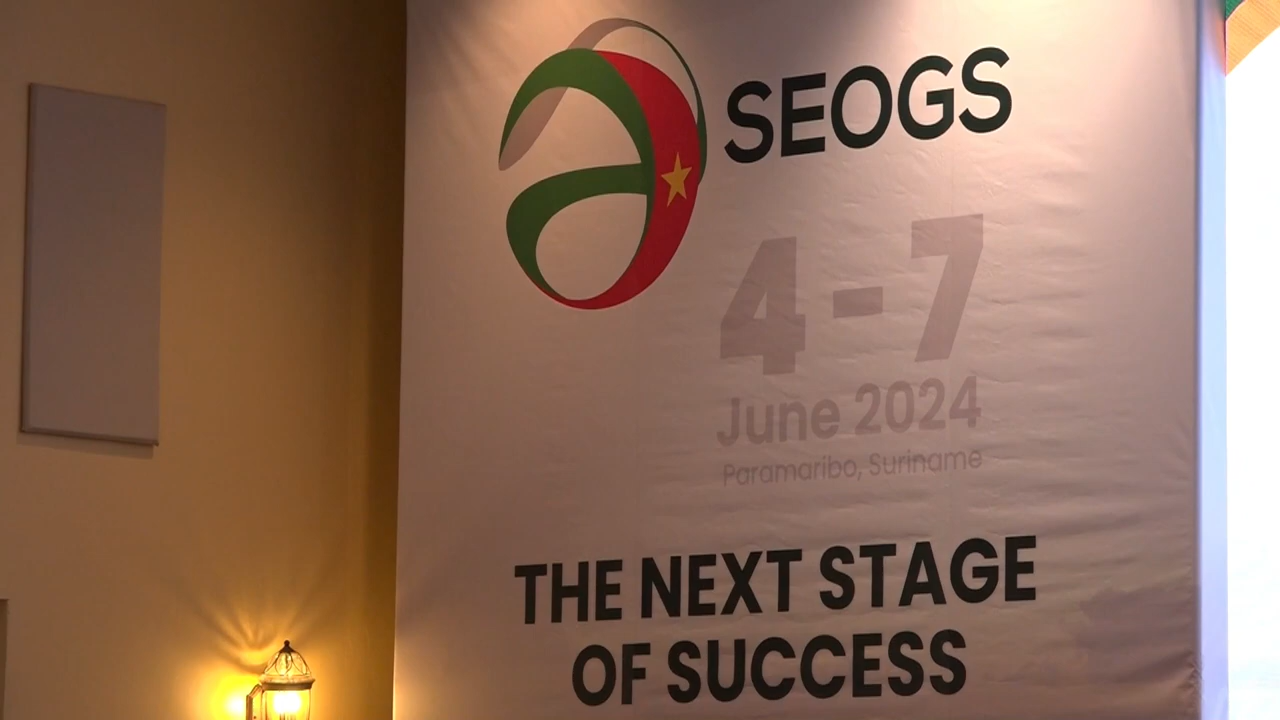 SEOGS
4 - 7
June 2024
Paramaribo, Suriname
THE NEXT STAGE
OF SUCCESS